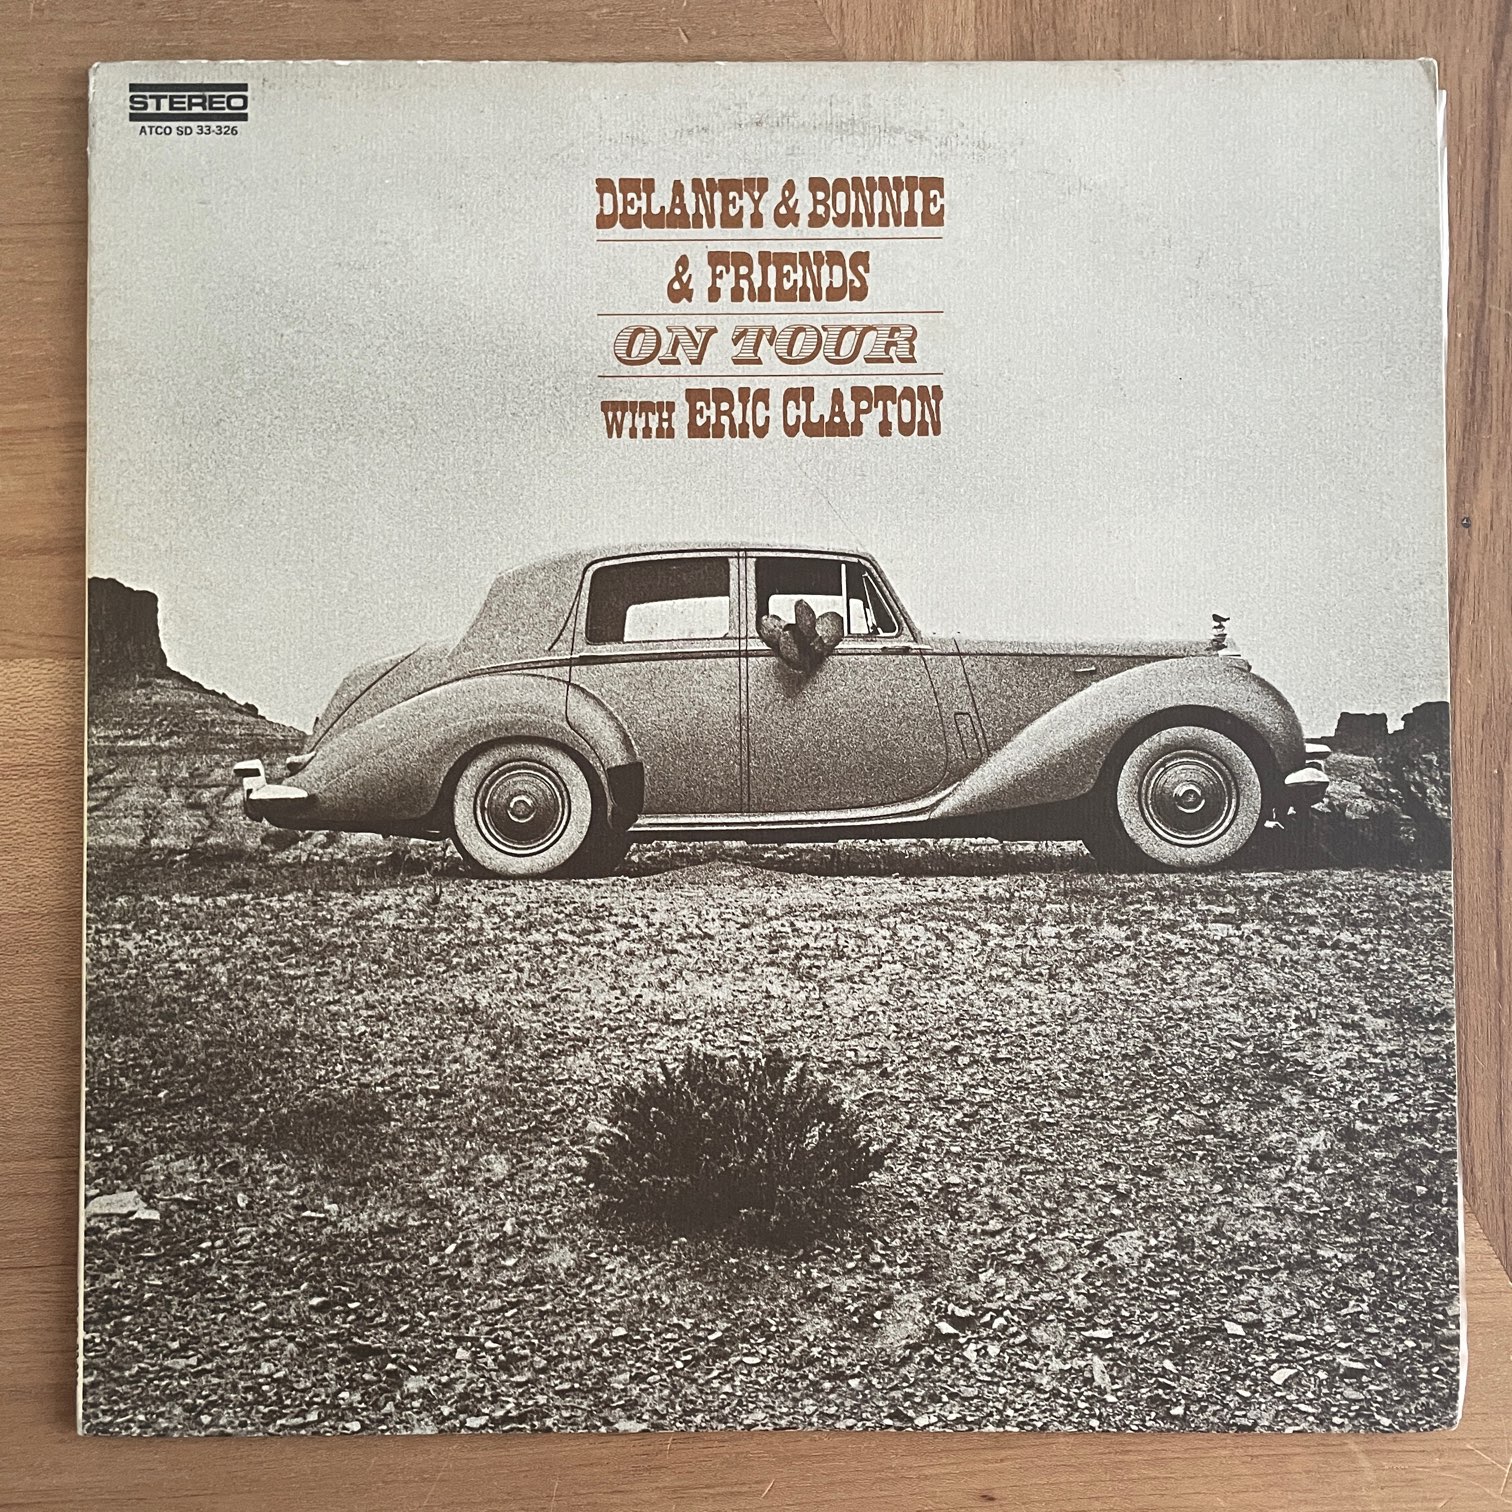 STEREO
ATCO SD 33-326
DELANEY & BONNIE
& FRIENDS
ON TOUR
WITH ERIC CLAPTON